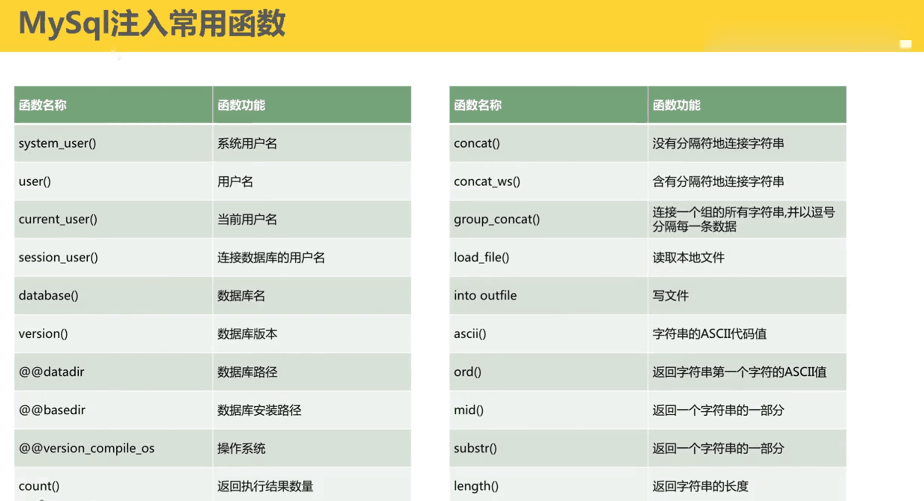 MySql注入常用函数
函数名称 函数功能
system_user() 系统用户名
user() 用户名
current_user() 当前用户名
session_user() 连接数据库的用户名
database() 数据库名
version() 数据库版本
@@datadir 数据库路径
@@basedir 数据库安装路径
@@version_compile_os 操作系统
count() 返回执行结果数量
函数名称 函数功能
concat() 没有分隔符地连接字符串
concat_ws() 含有分隔符地连接字符串
group_concat() 连接一个组的所有字符串,并以逗号
分隔每一条数据
load_file() 读取本地文件
into outfile 写文件
ascii() 字符串的ASCII代码值
ord() 返回字符串第一个字符的ASCII值
mid() 返回一个字符串的一部分
substr() 返回一个字符串的一部分
length() 返回字符串的长度